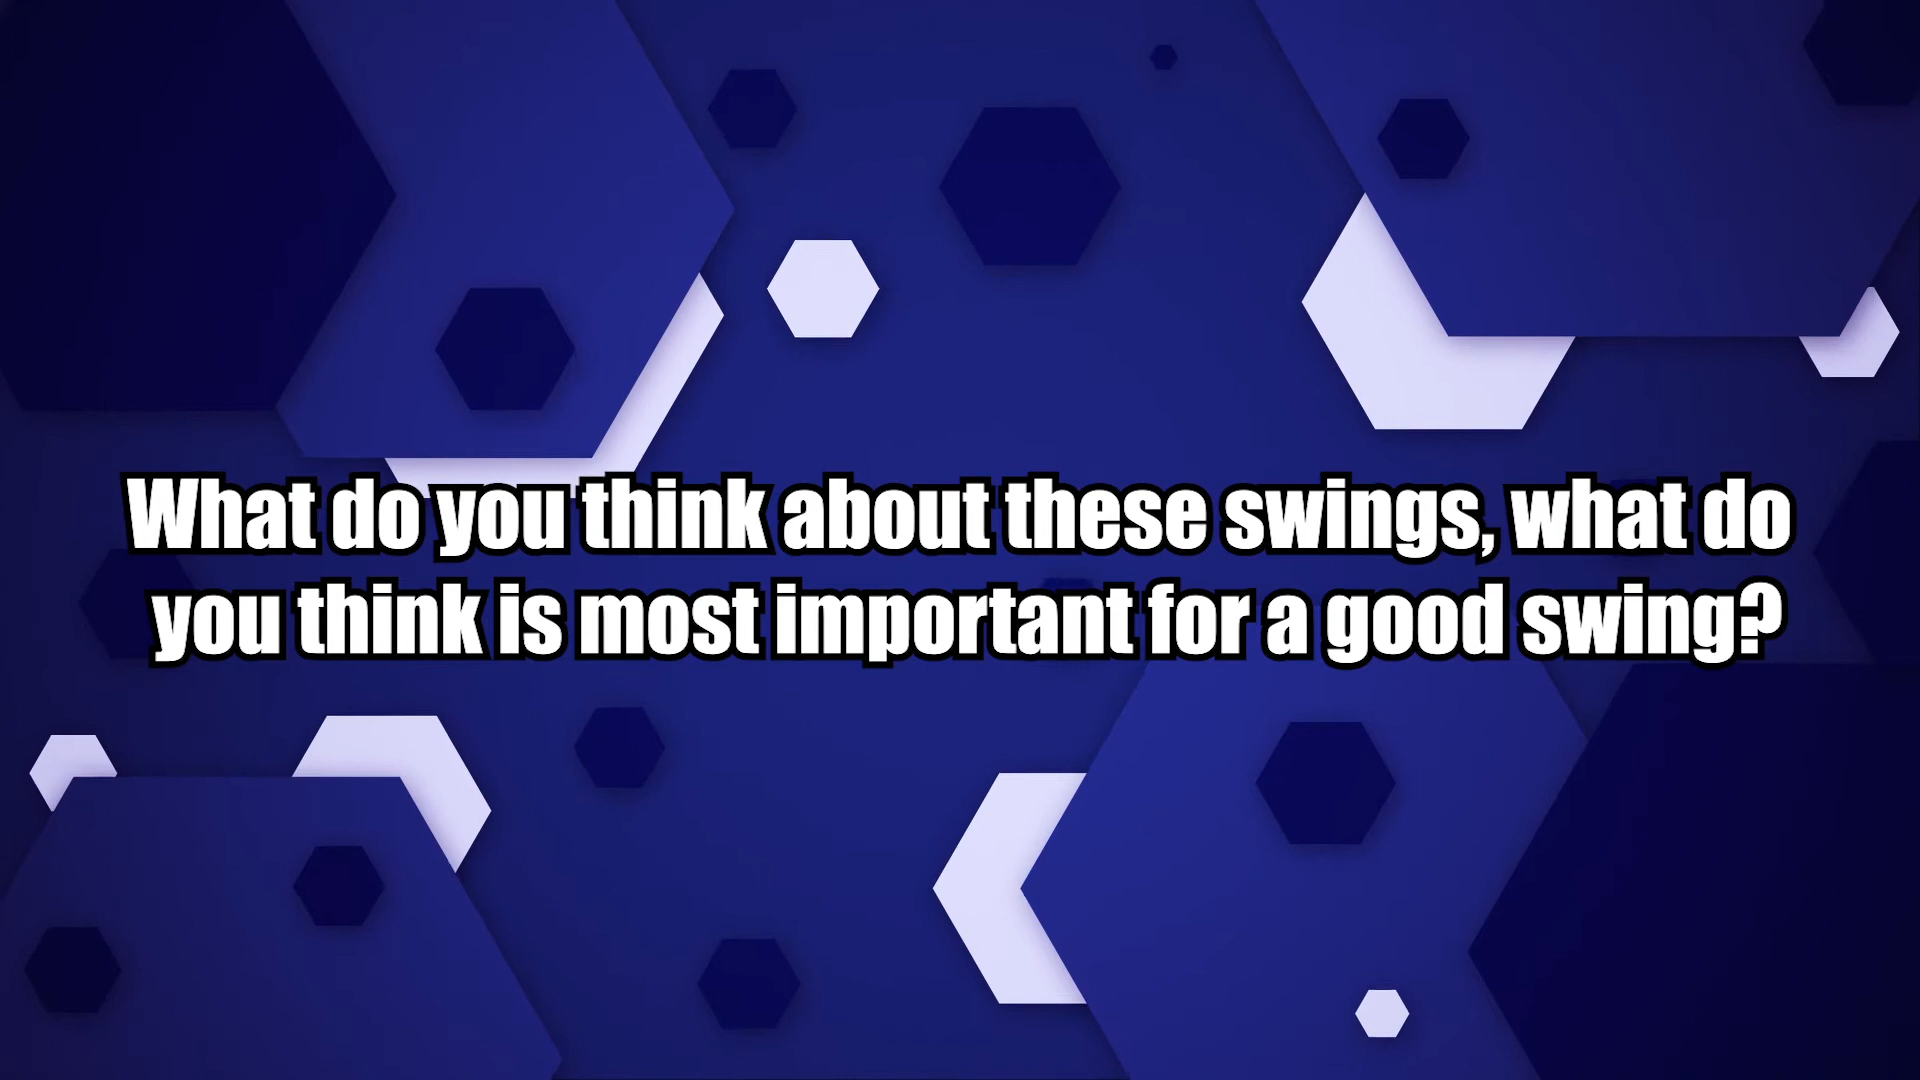 What do you think about these swings, what do
you think is most important for a good swing?